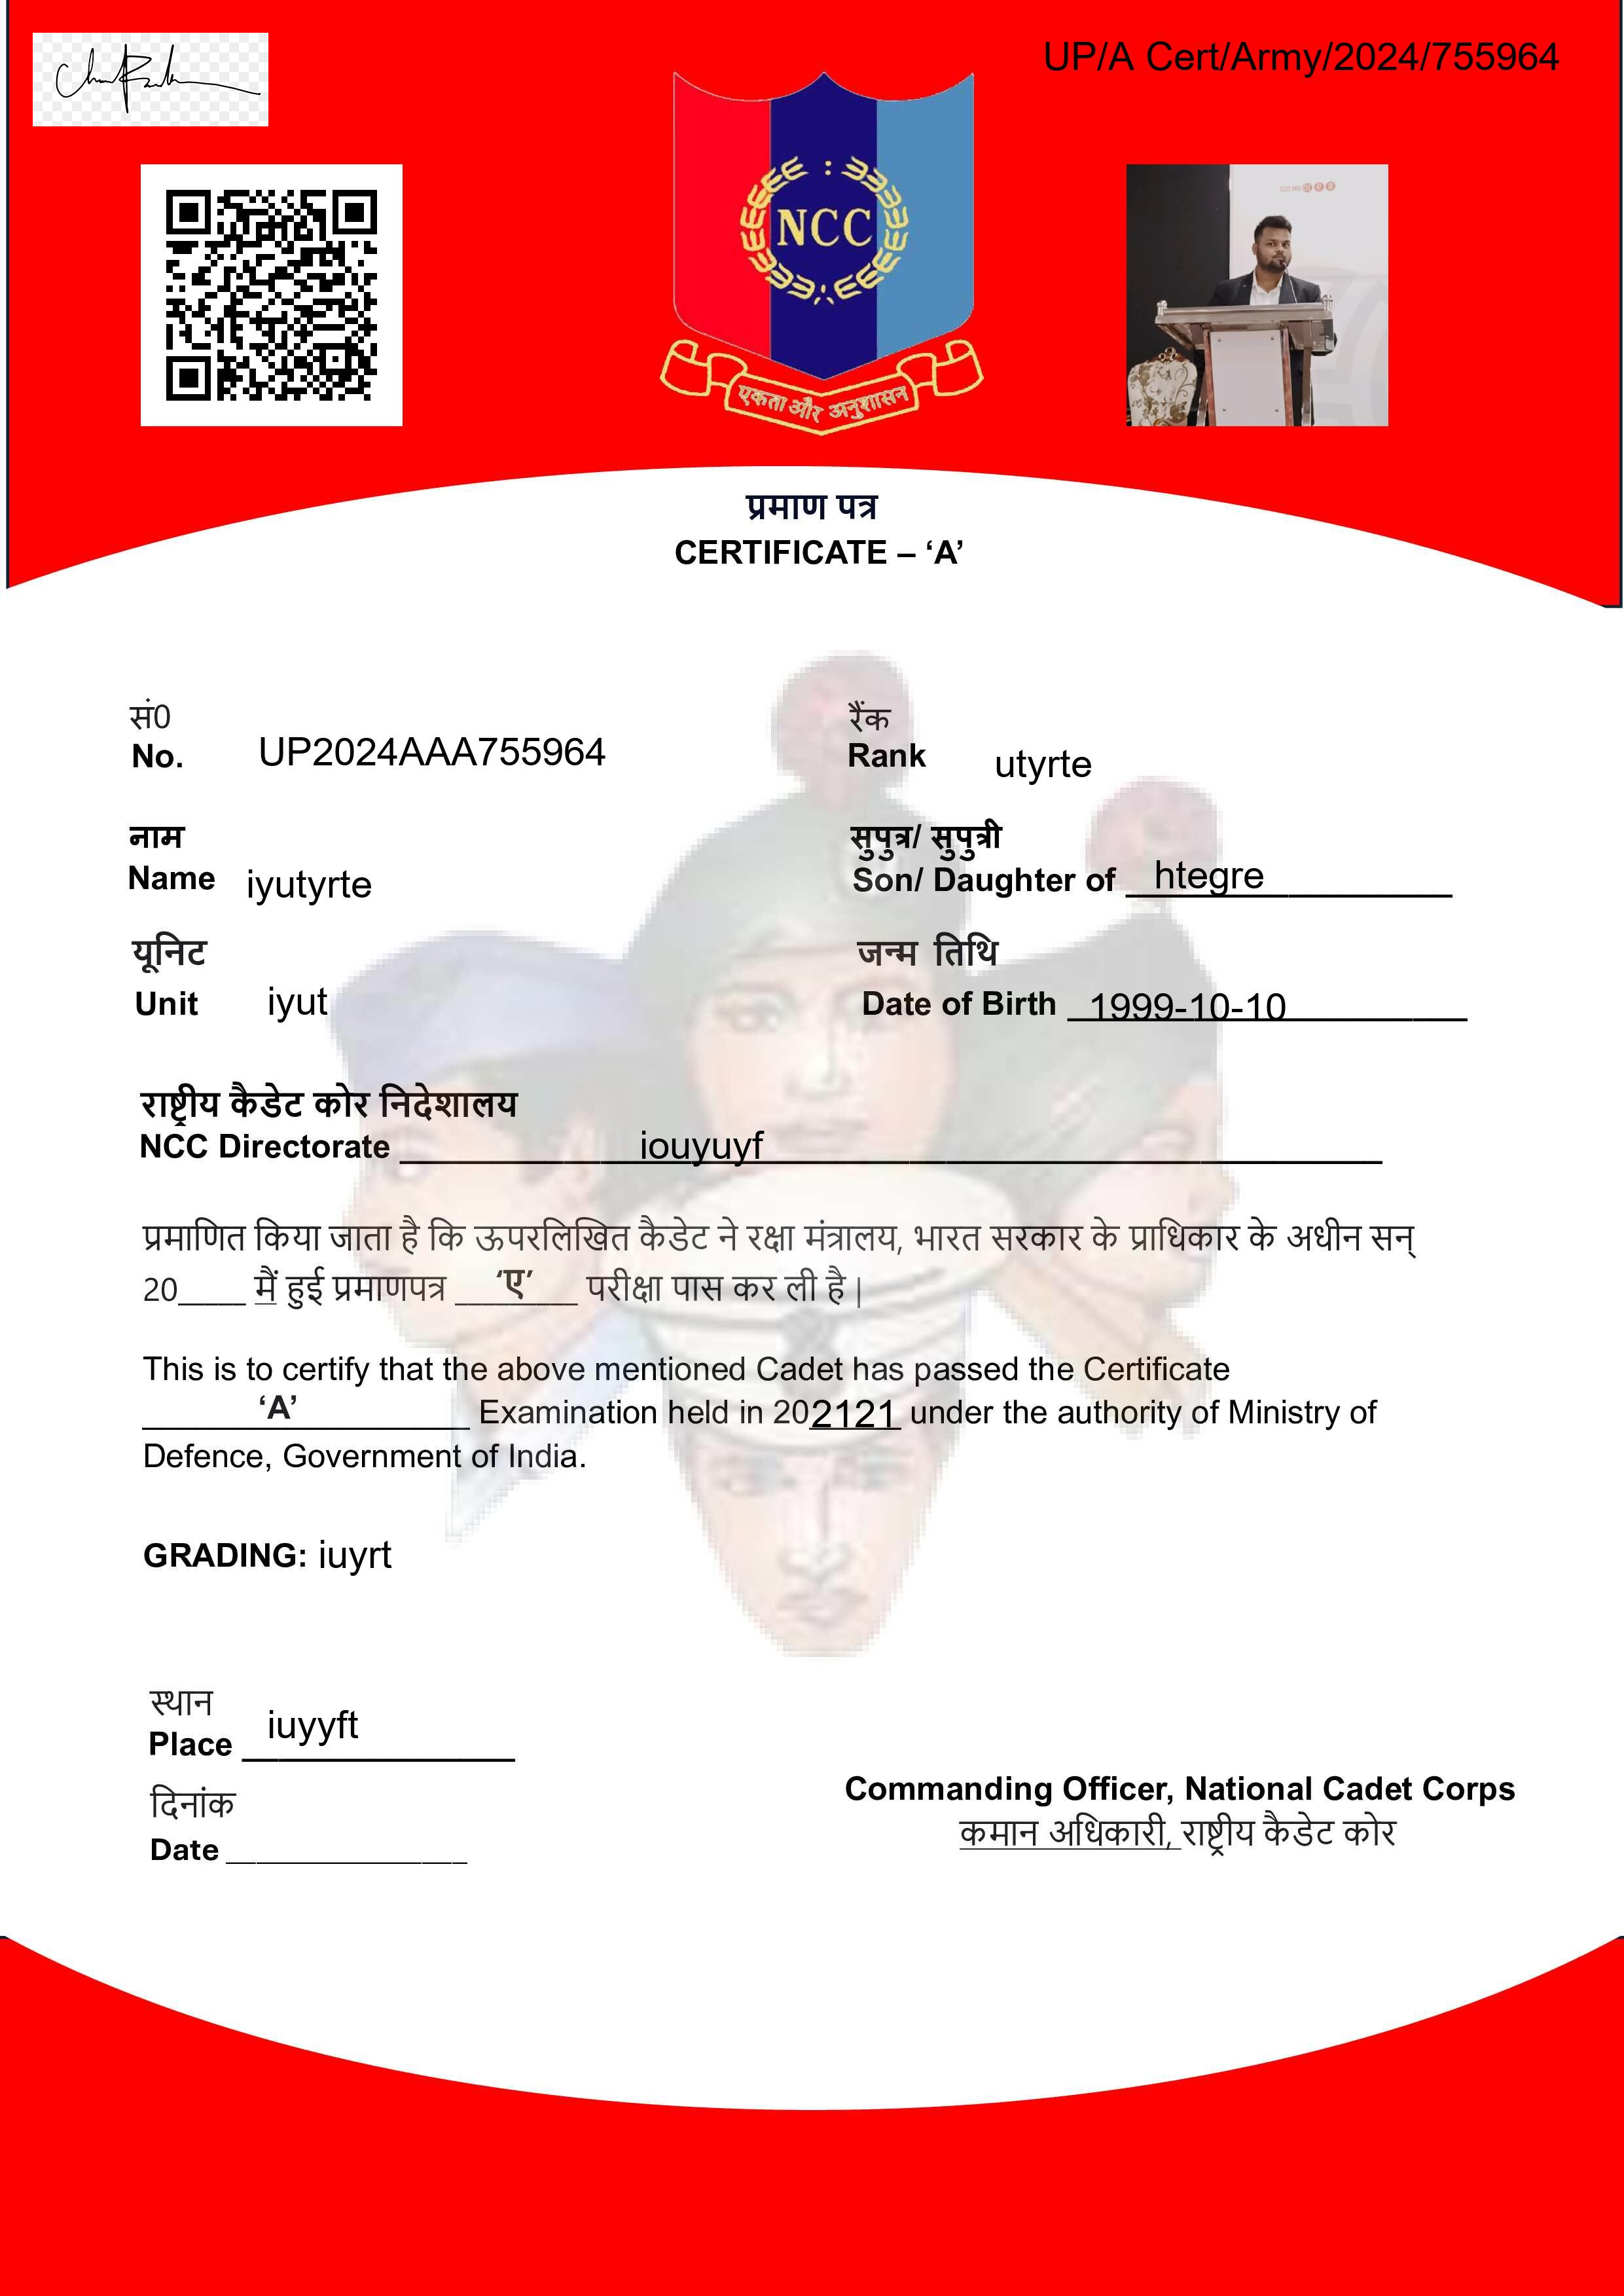 UP/A Cert/Army/2024/755964
NCC
एकता और अनुशासन
प्रमाण पत्र
CERTIFICATE – ‘A’
सं0
No. UP2024AAA755964
रैंक
Rank utyrte
नाम
Name iyutyrte
सुपुत्र/ सुपुत्री
Son/ Daughter of htegre
यूनिट
Unit iyut
जन्म तिथि
Date of Birth 1999-10-10
राष्ट्रीय कैडेट कोर निदेशालय
NCC Directorate iouyuyf
प्रमाणित किया जाता है कि ऊपरलिखित कैडेट ने रक्षा मंत्रालय, भारत सरकार के प्राधिकार के अधीन सन्
20____ मैं हुई प्रमाणपत्र ‘ए’ परीक्षा पास कर ली है |
This is to certify that the above mentioned Cadet has passed the Certificate
‘A’ Examination held in 202121 under the authority of Ministry of
Defence, Government of India.
GRADING: iuyrt
स्थान
Place iuyyft
दिनांक
Date ________________
Commanding Officer, National Cadet Corps
कमान अधिकारी, राष्ट्रीय कैडेट कोर